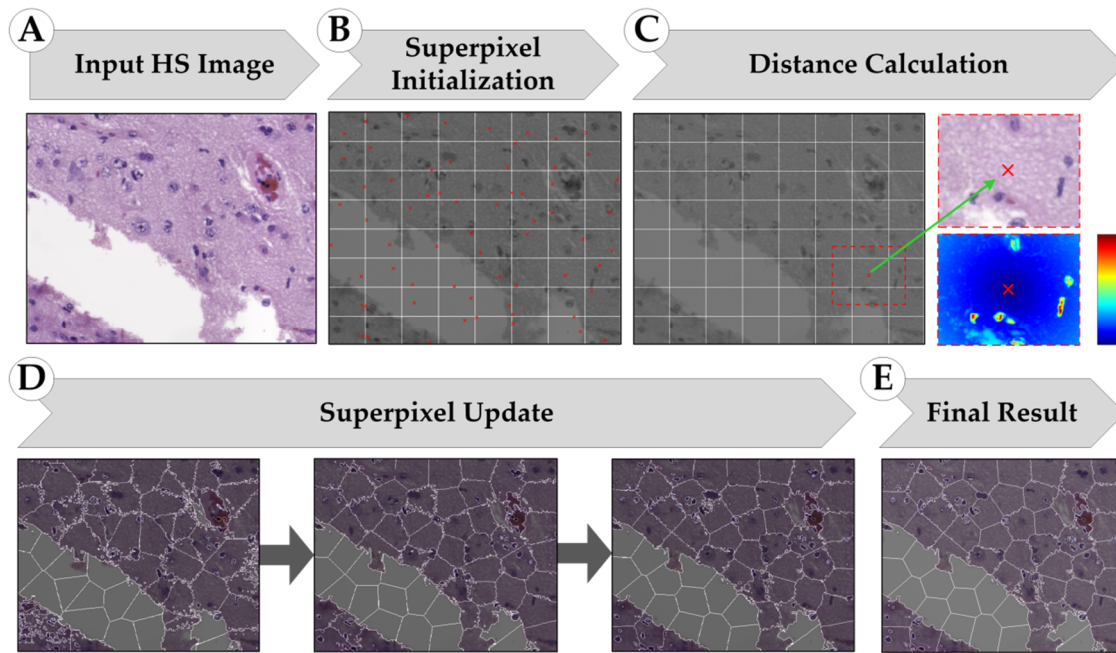 A
Input HS Image
B
Superpixel
Initialization
C
Distance Calculation
D
Superpixel Update
E
Final Result